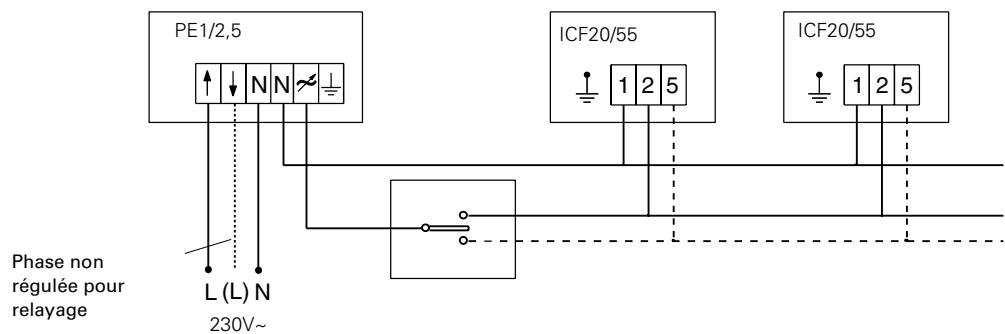 PE1/2,5
ICF20/55
ICF20/55
N N
1 2 5
1 2 5
Phase non
régulée pour
relayage
L (L) N
230V~